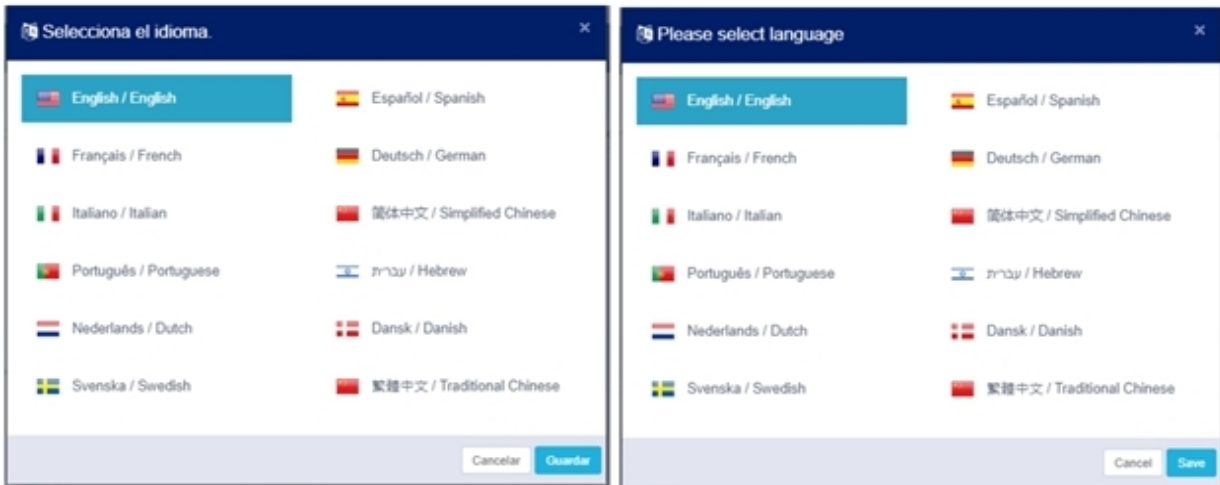 Selecciona el idioma.
English / English
Español / Spanish
Français / French
Deutsch / German
Italiano / Italian
简体中文 / Simplified Chinese
Português / Portuguese
עברית / Hebrew
Nederlands / Dutch
Dansk / Danish
Svenska / Swedish
繁體中文 / Traditional Chinese
Cancelar
Guardar
Please select language
English / English
Español / Spanish
Français / French
Deutsch / German
Italiano / Italian
简体中文 / Simplified Chinese
Português / Portuguese
עברית / Hebrew
Nederlands / Dutch
Dansk / Danish
Svenska / Swedish
繁體中文 / Traditional Chinese
Cancel
Save